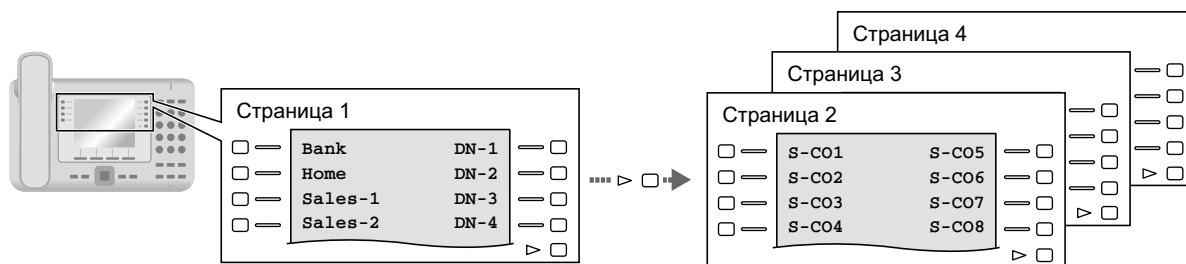 Страница 4
Страница 3
Страница 1
Страница 2
Bank DN-1
Home DN-2
Sales-1 DN-3
Sales-2 DN-4
S-CO1 S-CO5
S-CO2 S-CO6
S-CO3 S-CO7
S-CO4 S-CO8